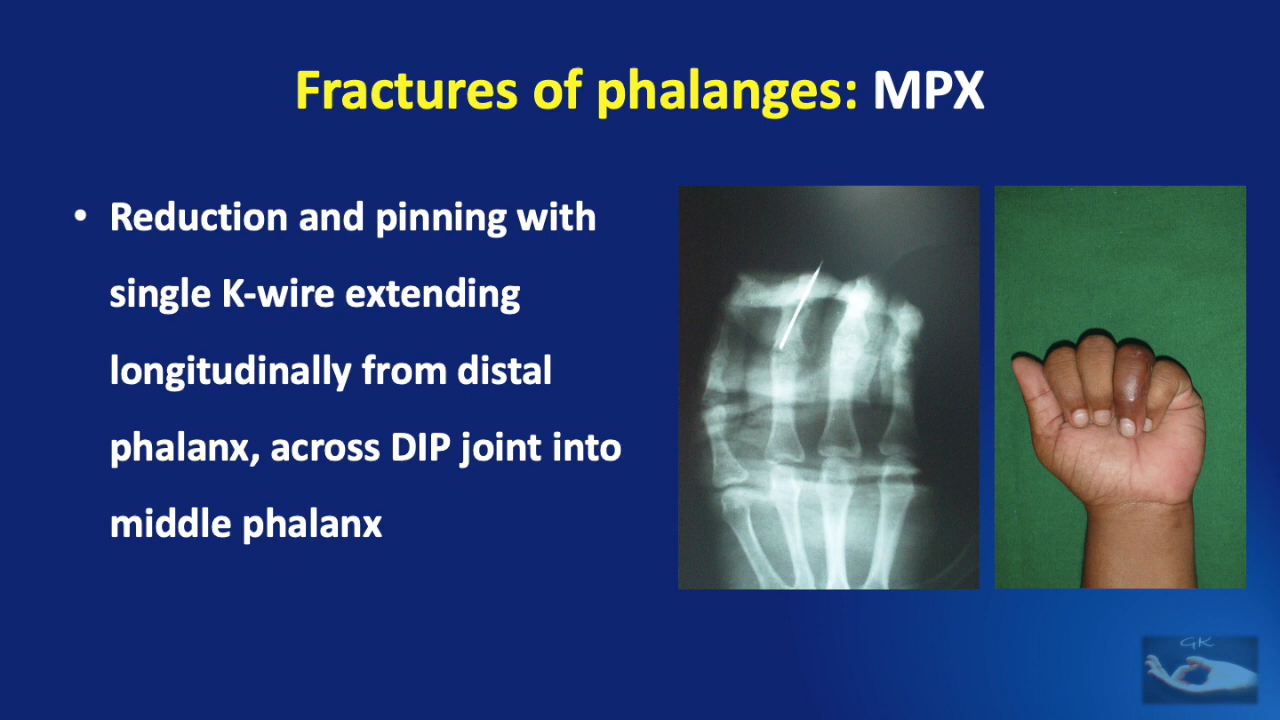 Fractures of phalanges: MPX
• Reduction and pinning with
single K-wire extending
longitudinally from distal
phalanx, across DIP joint into
middle phalanx
GK